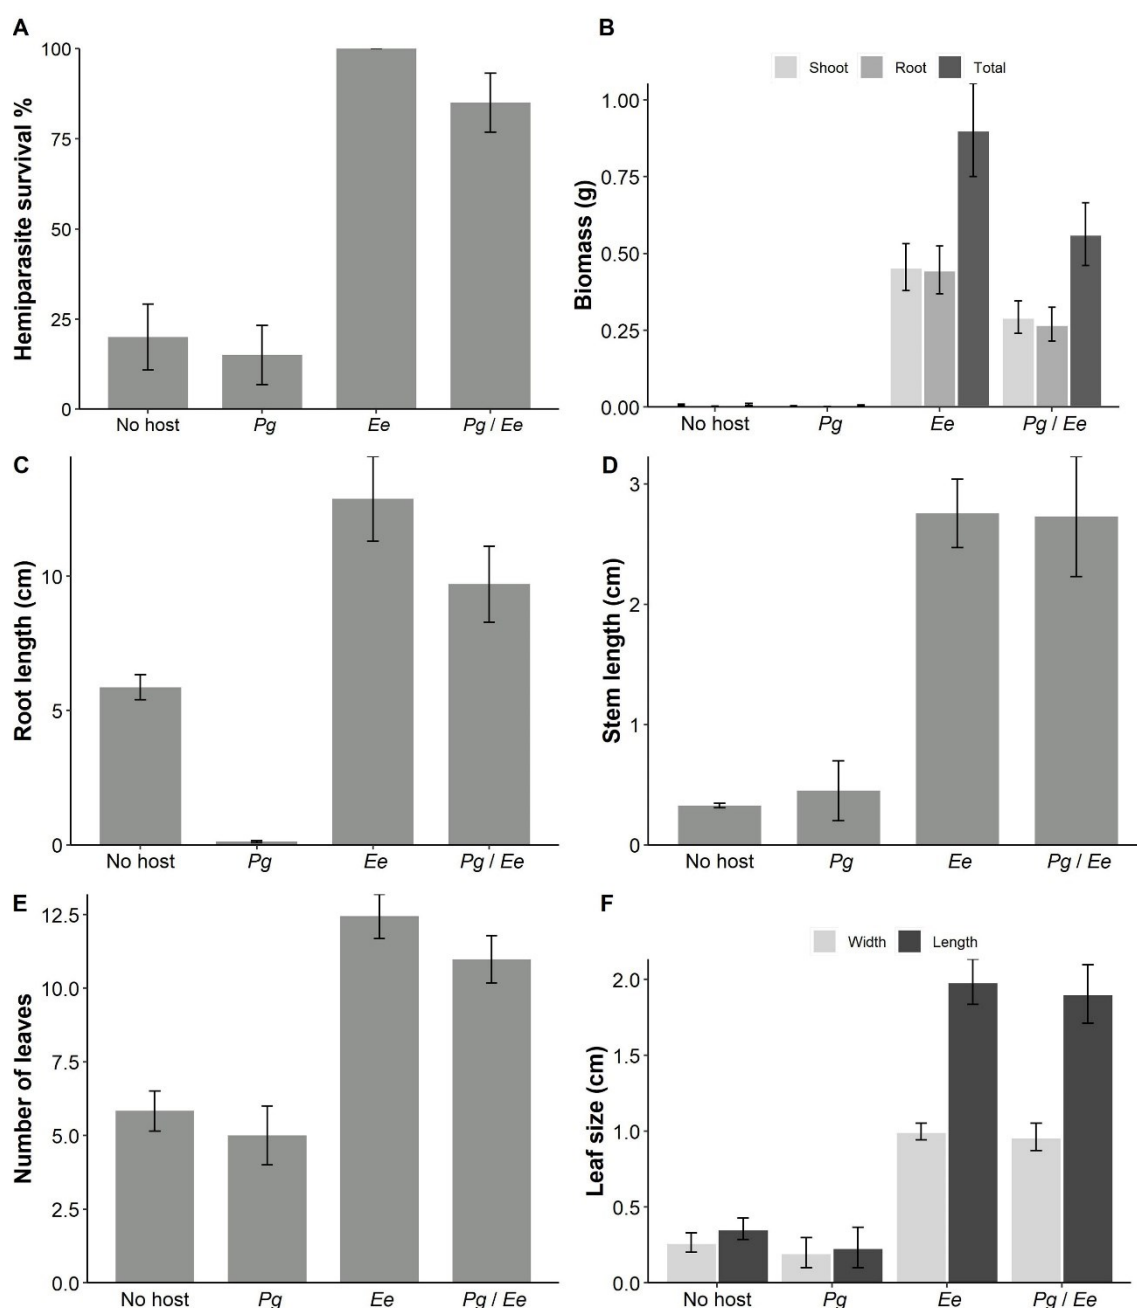 A
Hemiparasite survival %
100
75
50
25
0
No host Pg Ee Pg / Ee
B
Shoot Root Total
Biomass (g)
1.00
0.75
0.50
0.25
0.00
No host Pg Ee Pg / Ee
C
Root length (cm)
10
5
0
No host Pg Ee Pg / Ee
D
Stem length (cm)
3
2
1
0
No host Pg Ee Pg / Ee
E
Number of leaves
12.5
10.0
7.5
5.0
2.5
0.0
No host Pg Ee Pg / Ee
F
Width Length
Leaf size (cm)
2.0
1.5
1.0
0.5
0.0
No host Pg Ee Pg / Ee